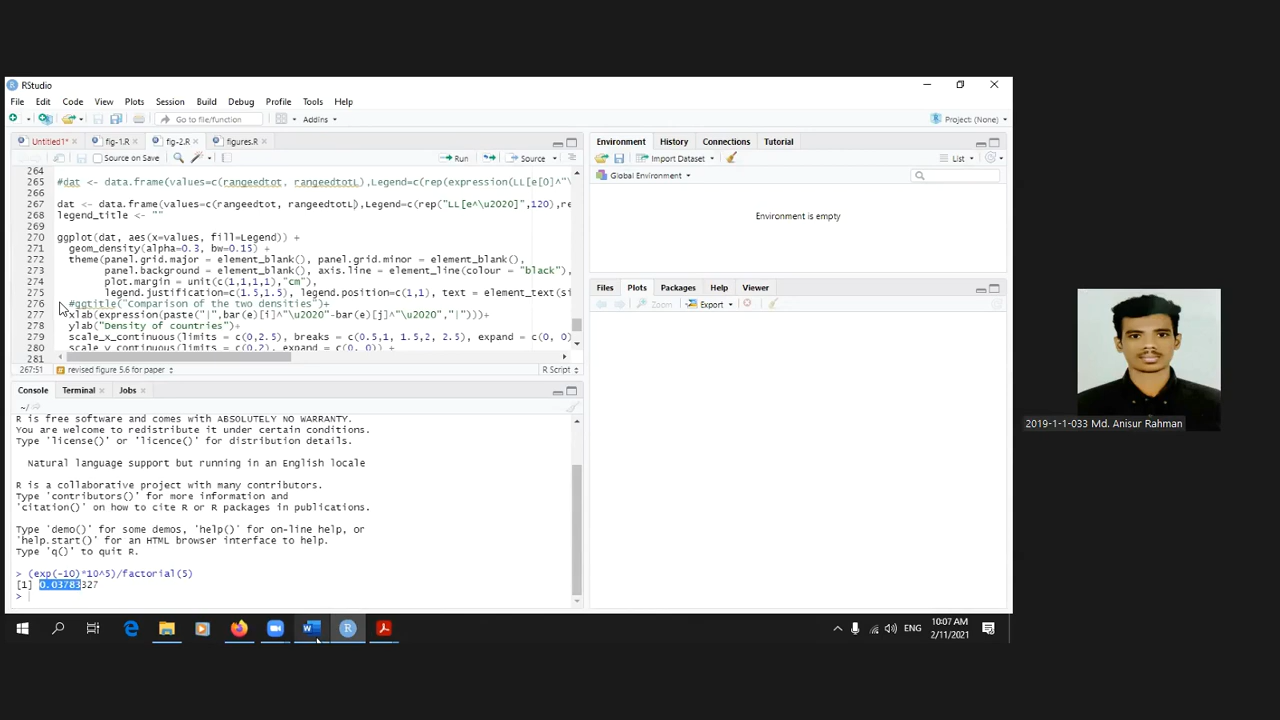 RStudio
File Edit Code View Plots Session Build Debug Profile Tools Help
Go to file/function
Addins
Project: (None)
Untitled1* fig-1.R fig-2.R figures.R
Source on Save Run Source
264
265 #dat <- data.frame(values=c(rangeedtot, rangeedtotL),Legend=c(rep(expression(LL[e[0]^"\
266
267 dat <- data.frame(values=c(rangeedtot, rangeedtotL),Legend=c(rep("LL[e^\u2020]",120),re
268 legend_title <- ""
269
270 ggplot(dat, aes(x=values, fill=Legend)) +
271 geom_density(alpha=0.3, bw=0.15) +
272 theme(panel.grid.major = element_blank(), panel.grid.minor = element_blank(),
273 panel.background = element_blank(), axis.line = element_line(colour = "black"),
274 plot.margin = unit(c(1,1,1,1),"cm"),
275 legend.justification=c(1.5,1.5), legend.position=c(1,1), text = element_text(si
276 #ggtitle("Comparison of the two densities")+
277 xlab(expression(paste("|",bar(e)[i]^"\u2020"-bar(e)[j]^"\u2020","|")))+
278 ylab("Density of countries")+
279 scale_x_continuous(limits = c(0,2.5), breaks = c(0.5,1, 1.5,2, 2.5), expand = c(0, 0)
280 scale_y_continuous(limits = c(0,2), expand = c(0, 0)) +
281
267:51 # revised figure 5.6 for paper R Script
Console Terminal Jobs
~/
R is free software and comes with ABSOLUTELY NO WARRANTY.
You are welcome to redistribute it under certain conditions.
Type 'license()' or 'licence()' for distribution details.
Natural language support but running in an English locale
R is a collaborative project with many contributors.
Type 'contributors()' for more information and
'citation()' on how to cite R or R packages in publications.
Type 'demo()' for some demos, 'help()' for on-line help, or
'help.start()' for an HTML browser interface to help.
Type 'q()' to quit R.
> (exp(-10)*10^5)/factorial(5)
[1] 0.03783327
>
Environment History Connections Tutorial
Import Dataset List
Global Environment
Environment is empty
Files Plots Packages Help Viewer
Zoom Export
2019-1-1-033 Md. Anisur Rahman
ENG
10:07 AM
2/11/2021